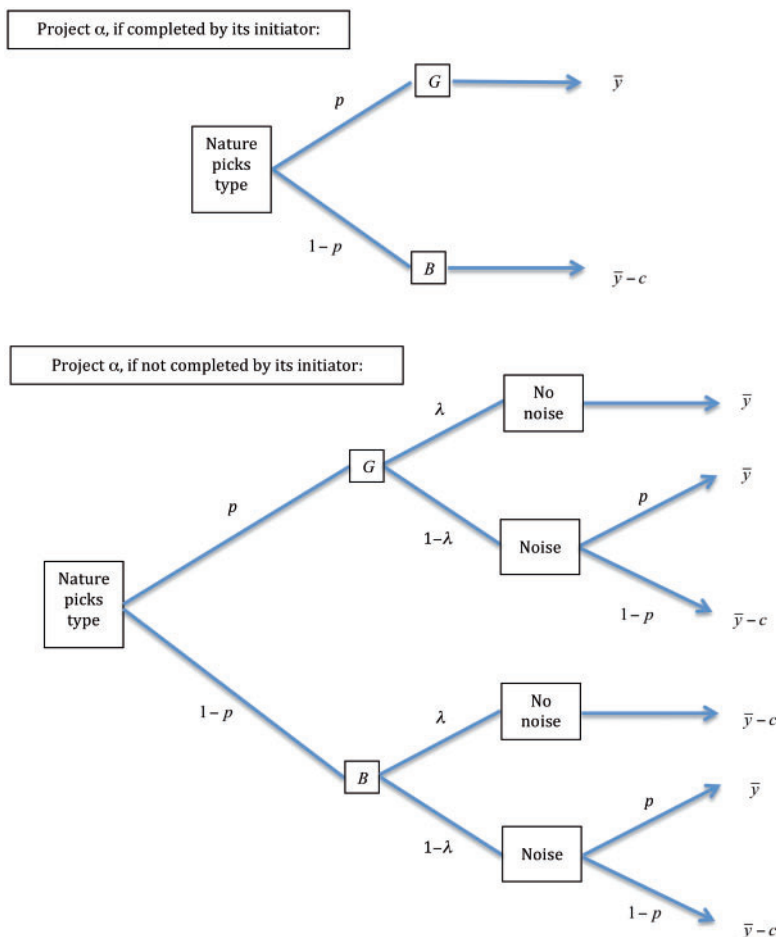 Project α, if completed by its initiator:
G
ȳ
p
Nature
picks
type
1− p
B
ȳ − c
Project α, if not completed by its initiator:
No
noise
ȳ
λ
G
ȳ
p
p
1−λ
Noise
Nature
picks
type
1− p
ȳ − c
No
noise
ȳ − c
λ
1− p
B
ȳ
p
1−λ
Noise
1− p
ȳ − c